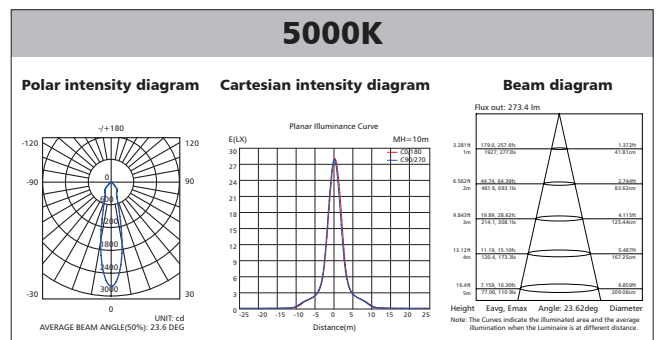 5000K
Polar intensity diagram
Cartesian intensity diagram
Beam diagram
-/+180
-120
120
-90
90
-30
30
0
0
600
1200
1800
2400
3000
UNIT: cd
AVERAGE BEAM ANGLE(50%): 23.6 DEG
Planar Illuminance Curve
E(LX)
MH=10m
C0/180
C90/270
30
27
24
21
18
15
12
9
6
3
0
-25 -20 -15 -10 -5 0 5 10 15 20 25
Distance(m)
Flux out: 273.4 lm
3.281ft 179.0, 257.6fc 1.372ft
1m 1927, 2773lx 41.81cm
6.562ft 44.74, 64.39fc 2.744ft
2m 481.6, 693.1lx 83.62cm
9.843ft 19.89, 28.62fc 4.115ft
3m 214.1, 308.1lx 125.44cm
13.12ft 11.19, 15.10fc 5.487ft
4m 120.4, 173.3lx 167.25cm
16.4ft 7.159, 10.30fc 6.859ft
5m 77.06, 110.9lx 209.06cm
Height Eavg, Emax Angle: 23.62deg Diameter
Note: The Curves indicate the illuminated area and the average
illumination when the Luminaire is at different distance.